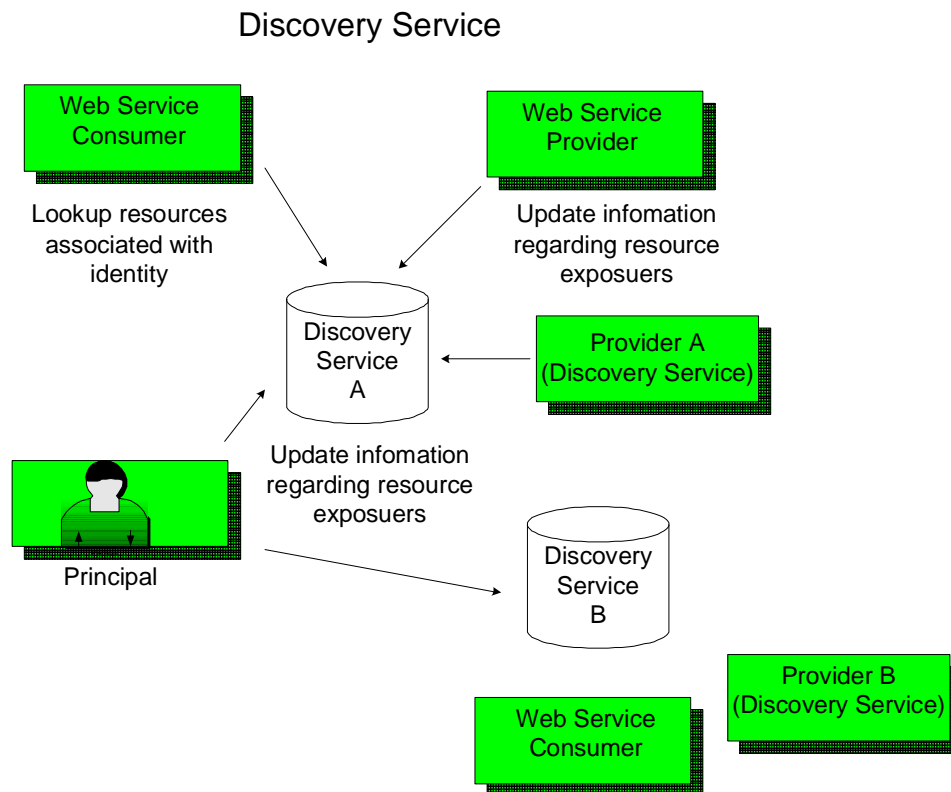 Discovery Service
Web Service
Consumer
Web Service
Provider
Lookup resources
associated with
identity
Update infomation
regarding resource
exposuers
Discovery
Service
A
Provider A
(Discovery Service)
Update infomation
regarding resource
exposuers
Principal
Discovery
Service
B
Provider B
(Discovery Service)
Web Service
Consumer